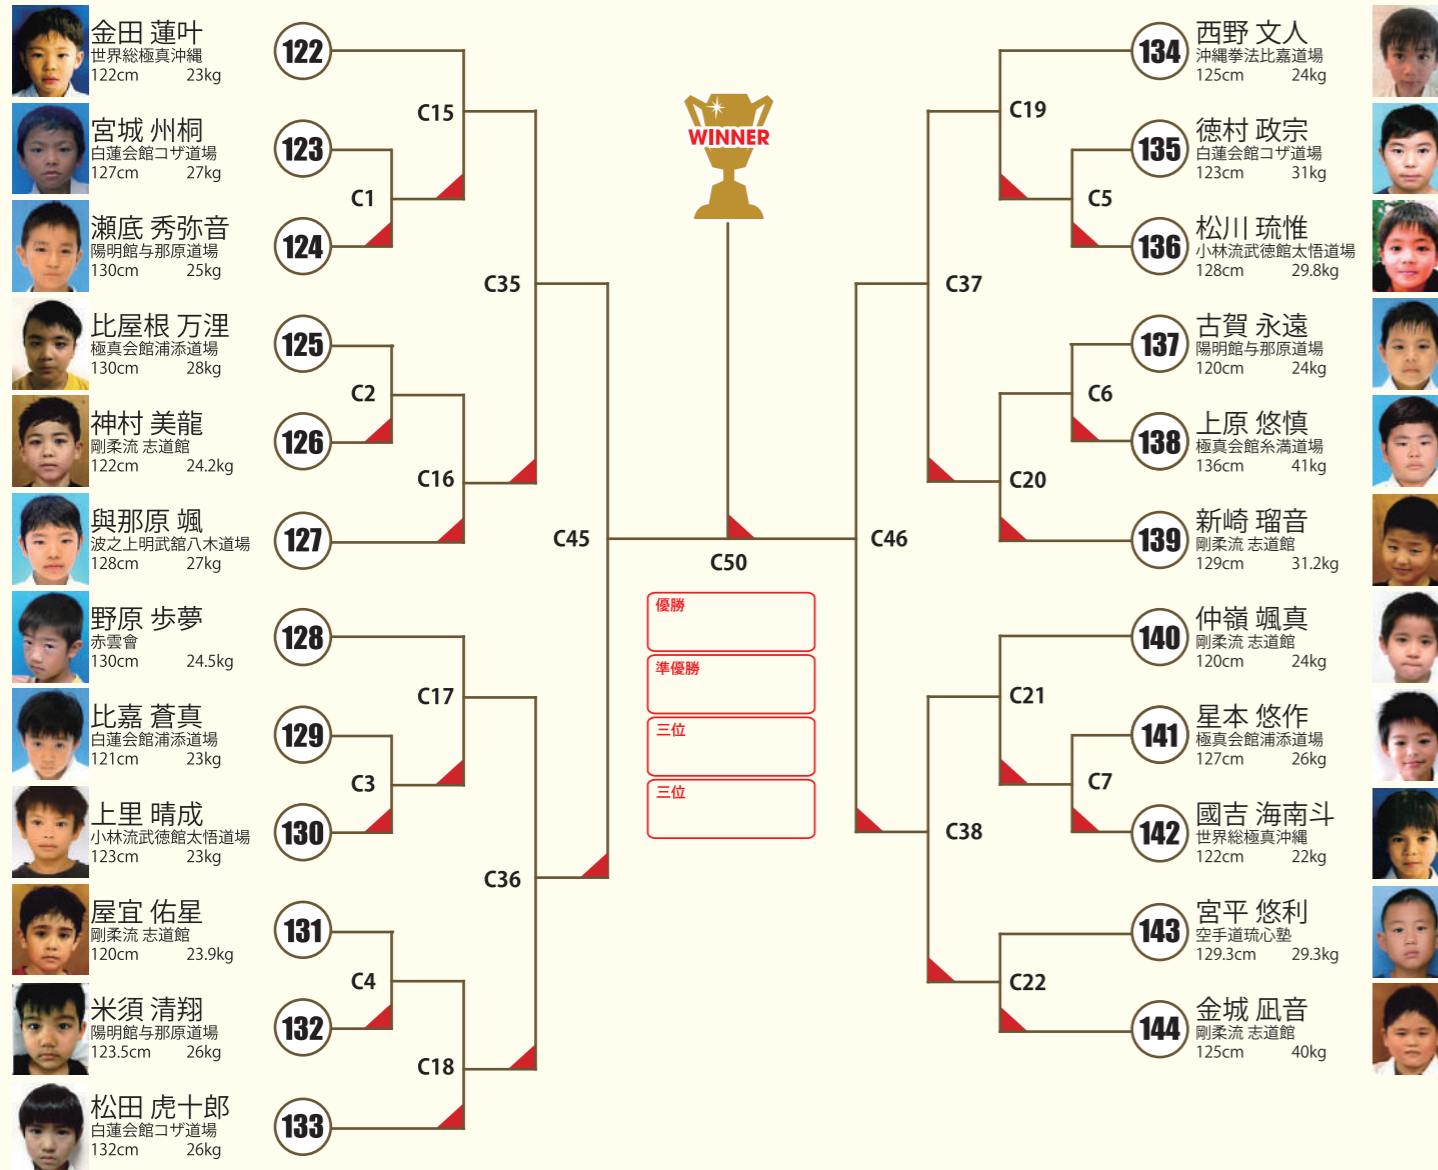 金田 蓮叶
世界総極真沖縄
122cm 23kg
122
宮城 州桐
白蓮会館コザ道場
127cm 27kg
123
瀬底 秀弥音
陽明館与那原道場
130cm 25kg
124
比屋根 万浬
極真会館浦添道場
130cm 28kg
125
神村 美龍
剛柔流 志道館
122cm 24.2kg
126
與那原 颯
波之上明武舘八木道場
128cm 27kg
127
野原 歩夢
赤雲會
130cm 24.5kg
128
比嘉 蒼真
白蓮会館浦添道場
121cm 23kg
129
上里 晴成
小林流武徳館太悟道場
123cm 23kg
130
屋宜 佑星
剛柔流 志道館
120cm 23.9kg
131
米須 清翔
陽明館与那原道場
123.5cm 26kg
132
松田 虎十郎
白蓮会館コザ道場
132cm 26kg
133
C15
C1
C35
C2
C16
C45
C17
C3
C36
C4
C18
WINNER
C50
優勝
準優勝
三位
三位
C19
C5
C37
C6
C20
C46
C21
C7
C38
C22
134
西野 文人
沖縄拳法比嘉道場
125cm 24kg
135
徳村 政宗
白蓮会館コザ道場
123cm 31kg
136
松川 琉惟
小林流武徳館太悟道場
128cm 29.8kg
137
古賀 永遠
陽明館与那原道場
120cm 24kg
138
上原 悠慎
極真会館糸満道場
136cm 41kg
139
新崎 瑠音
剛柔流 志道館
129cm 31.2kg
140
仲嶺 颯真
剛柔流 志道館
120cm 24kg
141
星本 悠作
極真会館浦添道場
127cm 26kg
142
國吉 海南斗
世界総極真沖縄
122cm 22kg
143
宮平 悠利
空手道琉心塾
129.3cm 29.3kg
144
金城 凪音
剛柔流 志道館
125cm 40kg